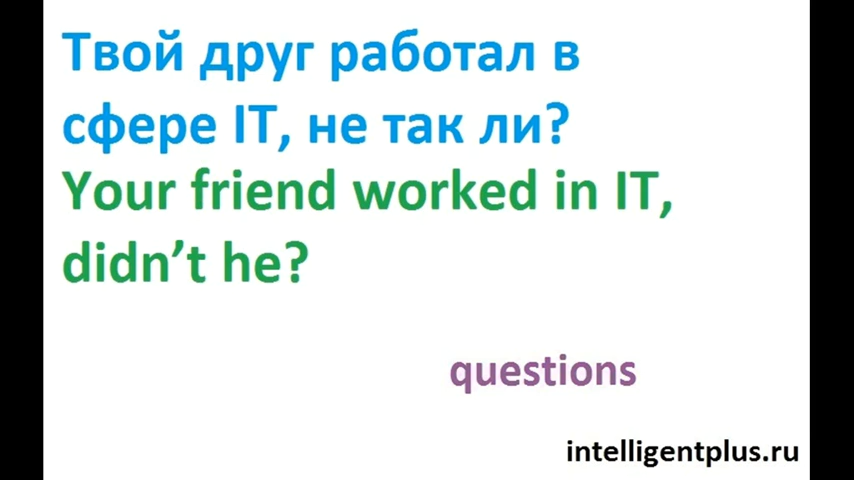 Твой друг работал в
сфере IT, не так ли?
Your friend worked in IT,
didn’t he?
questions
intelligentplus.ru